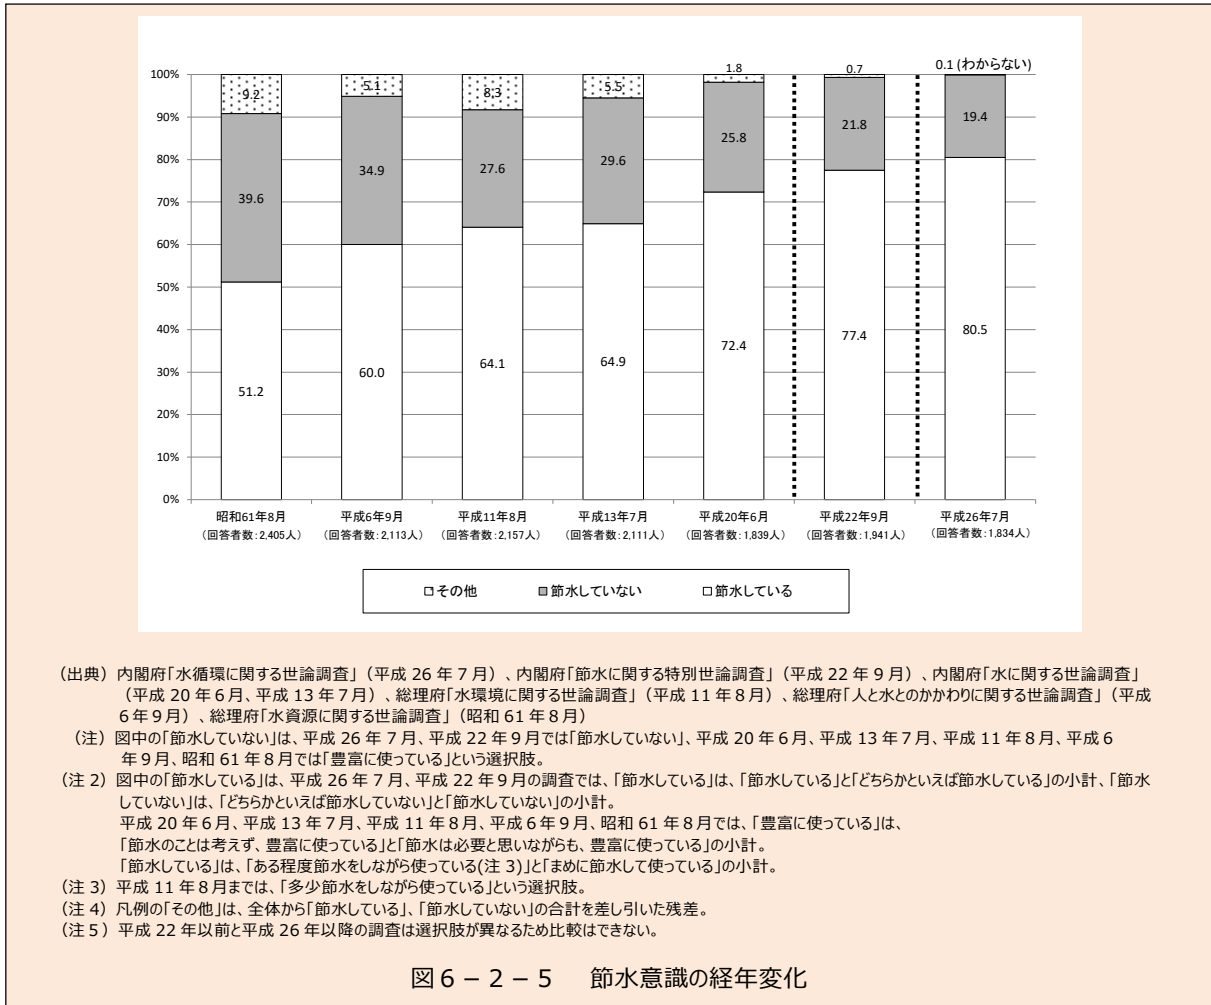 1.8
0.7
0.1 (わからない)
100%
90%
80%
70%
60%
50%
40%
30%
20%
10%
0%
9.2
5.1
8.3
5.5
39.6
34.9
27.6
29.6
25.8
21.8
19.4
51.2
60.0
64.1
64.9
72.4
77.4
80.5
昭和61年8月
(回答者数:2,405人)
平成6年9月
(回答者数:2,113人)
平成11年8月
(回答者数:2,157人)
平成13年7月
(回答者数:2,111人)
平成20年6月
(回答者数:1,839人)
平成22年9月
(回答者数:1,941人)
平成26年7月
(回答者数:1,834人)
その他 節水していない 節水している
(出典) 内閣府「水循環に関する世論調査」(平成 26 年 7 月)、内閣府「節水に関する特別世論調査」(平成 22 年 9 月)、内閣府「水に関する世論調査」
(平成 20 年 6 月、平成 13 年 7 月)、総理府「水環境に関する世論調査」(平成 11 年 8 月)、総理府「人と水とのかかわりに関する世論調査」(平成
6 年 9 月)、総理府「水資源に関する世論調査」(昭和 61 年 8 月)
(注) 図中の「節水していない」は、平成 26 年 7 月、平成 22 年 9 月では「節水していない」、平成 20 年 6 月、平成 13 年 7 月、平成 11 年 8 月、平成 6
年 9 月、昭和 61 年 8 月では「豊富に使っている」という選択肢。
(注 2) 図中の「節水している」は、平成 26 年 7 月、平成 22 年 9 月の調査では、「節水している」は、「節水している」と「どちらかといえば節水している」の小計、「節水
していない」は、「どちらかといえば節水していない」と「節水していない」の小計。
平成 20 年 6 月、平成 13 年 7 月、平成 11 年 8 月、平成 6 年 9 月、昭和 61 年 8 月では、「豊富に使っている」は、
「節水のことは考えず、豊富に使っている」と「節水は必要と思いながらも、豊富に使っている」の小計。
「節水している」は、「ある程度節水をしながら使っている(注 3)」と「まめに節水して使っている」の小計。
(注 3) 平成 11 年 8 月までは、「多少節水をしながら使っている」という選択肢。
(注 4) 凡例の「その他」は、全体から「節水している」、「節水していない」の合計を差し引いた残差。
(注 5) 平成 22 年以前と平成 26 年以降の調査は選択肢が異なるため比較はできない。
図6-2-5 節水意識の経年変化